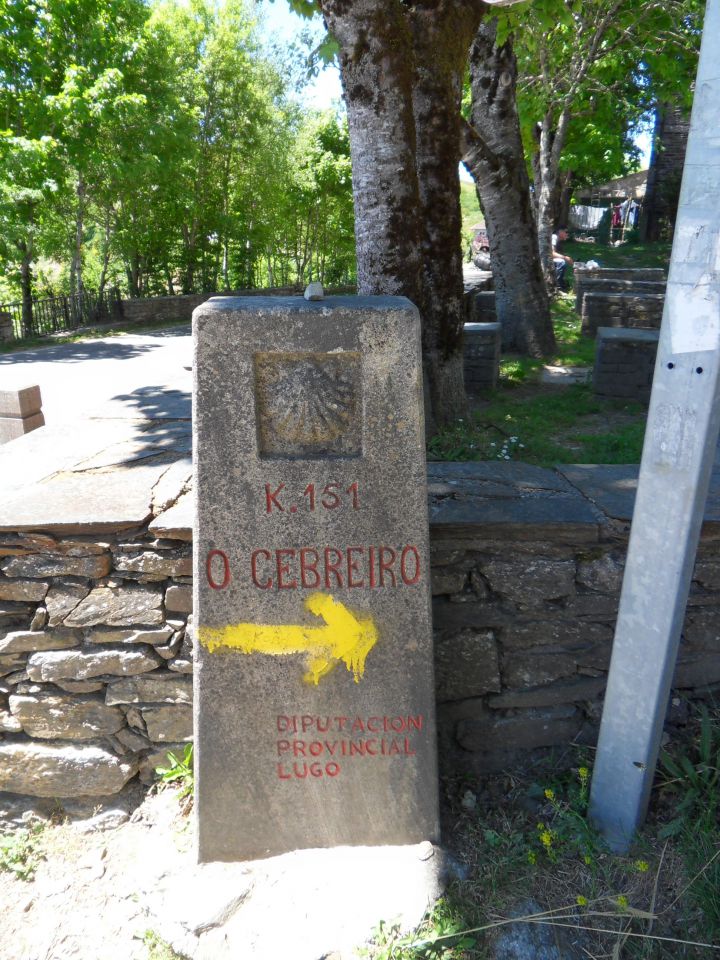 K.151
O CEBREIRO
DIPUTACION
PROVINCIAL
LUGO